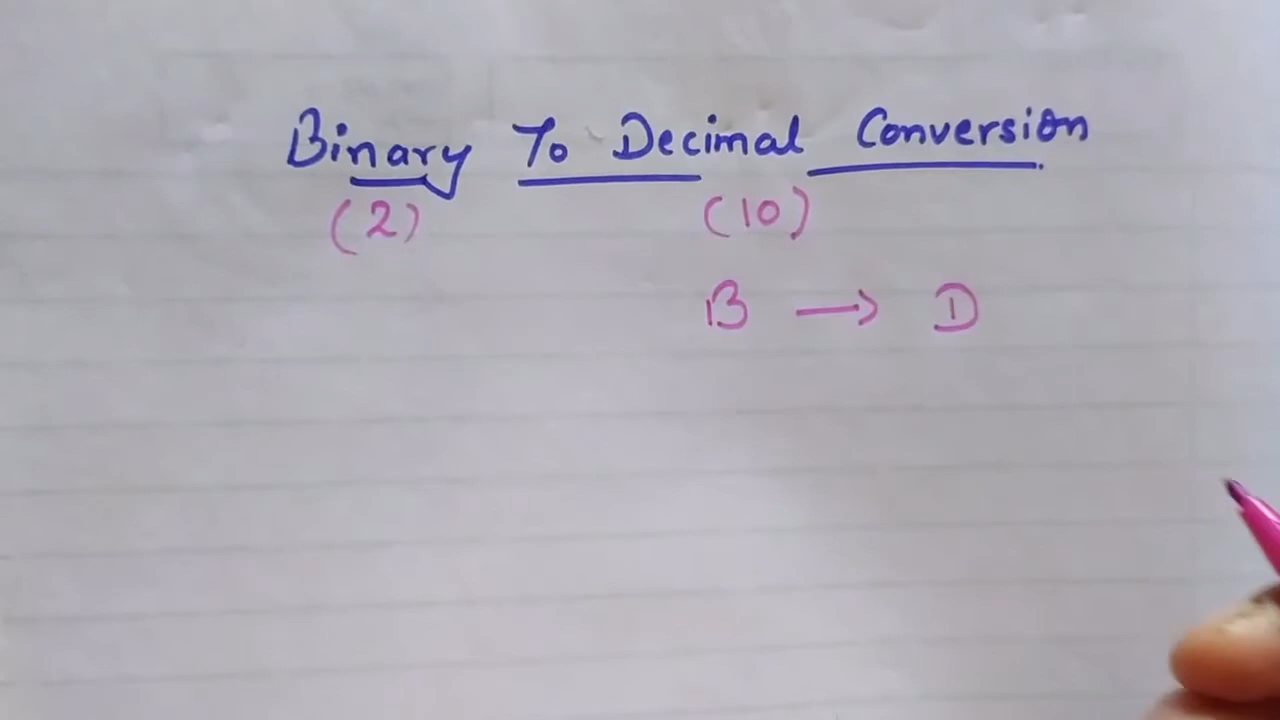 Binary To Decimal Conversion
(2) (10)
B → D